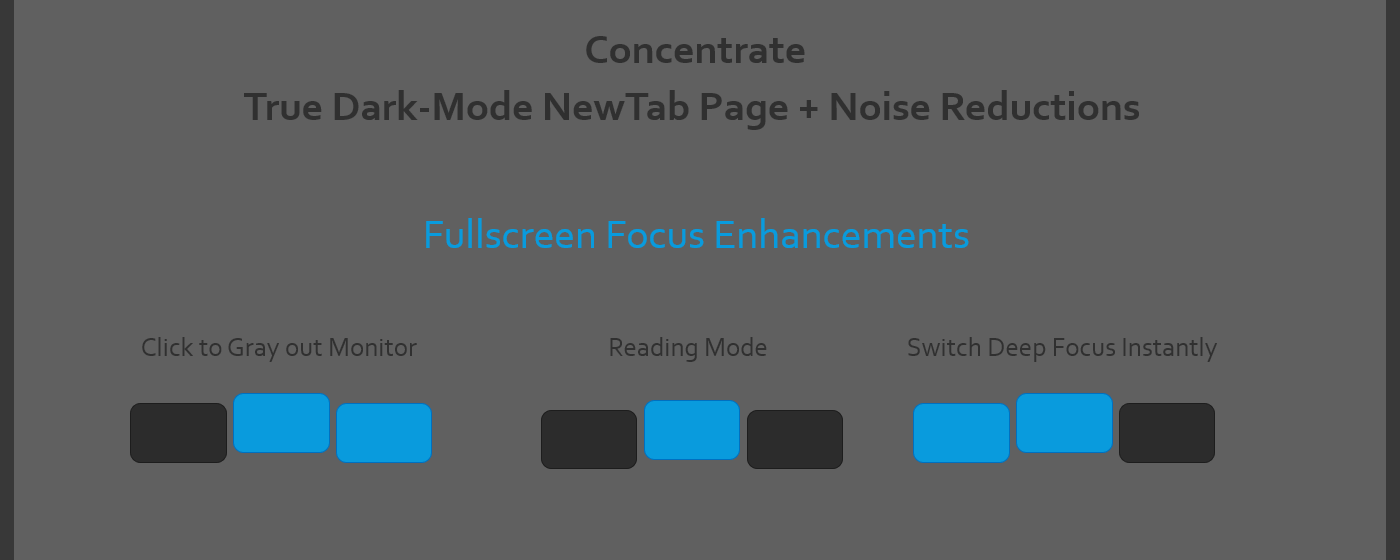 Concentrate
True Dark-Mode NewTab Page + Noise Reductions
Fullscreen Focus Enhancements
Click to Gray out Monitor
Reading Mode
Switch Deep Focus Instantly